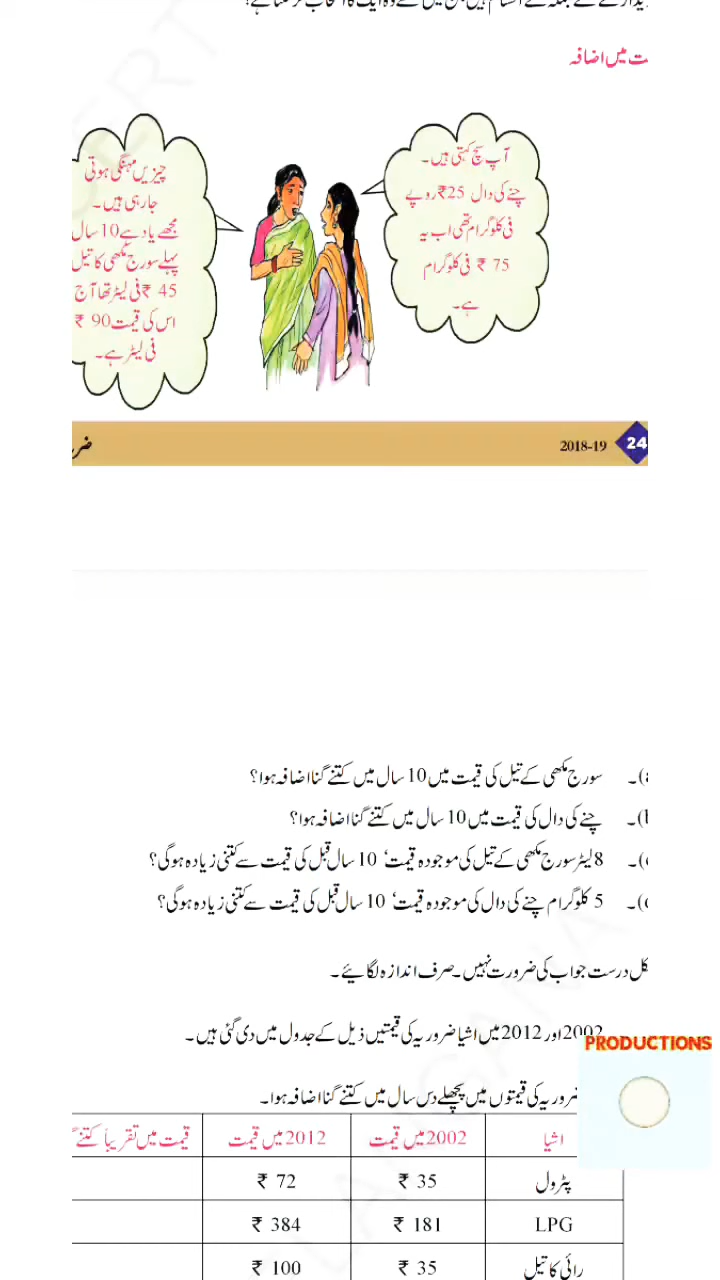 ت میں اضافہ
آپ سچ کہتی ہیں۔
چنے کی دال 25₹ روپے
فی کلوگرام تھی اب یہ
75 ₹ فی کلوگرام
ہے۔
چیزیں مہنگی ہوتی
جارہی ہیں۔
مجھے یاد ہے 10 سال
پہلے سورج مکھی کا تیل
45 ₹ فی لیٹر تھا آج
اس کی قیمت 90 ₹
فی لیٹر ہے۔
24
2018-19
سورج مکھی کے تیل کی قیمت میں 10 سال میں کتنے گنا اضافہ ہوا؟
چنے کی دال کی قیمت میں 10 سال میں کتنے گنا اضافہ ہوا؟
8 لیٹر سورج مکھی کے تیل کی موجودہ قیمت، 10 سال قبل کی قیمت سے کتنی زیادہ ہوگی؟
5 کلوگرام چنے کی دال کی موجودہ قیمت، 10 سال قبل کی قیمت سے کتنی زیادہ ہوگی؟
کل درست جواب کی ضرورت نہیں۔ صرف اندازہ لگائیے۔
2002 اور 2012 میں اشیا ضروریہ کی قیمتیں ذیل کے جدول میں دی گئی ہیں۔
PRODUCTIONS
ضروریہ کی قیمتوں میں پچھلے دس سال میں کتنے گنا اضافہ ہوا۔
اشیا 2002 میں قیمت 2012 میں قیمت قیمت میں تقریباً کتنے
پٹرول ₹ 35 ₹ 72
LPG ₹ 181 ₹ 384
رائی کا تیل ₹ 35 ₹ 100